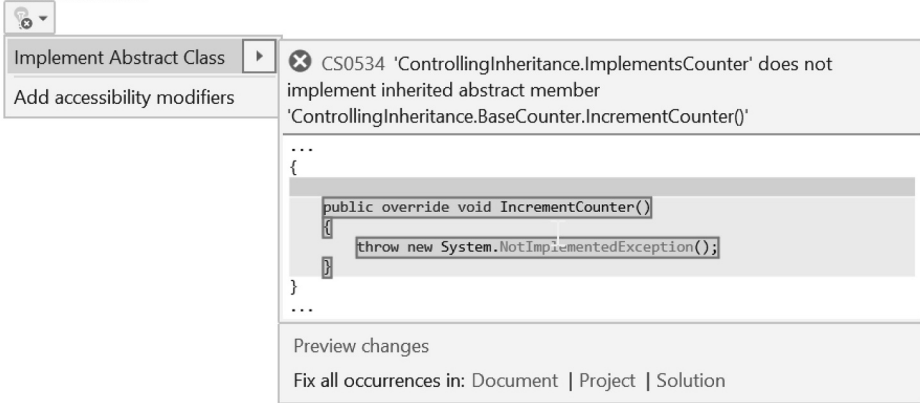 Implement Abstract Class
Add accessibility modifiers
CS0534 'ControllingInheritance.ImplementsCounter' does not
implement inherited abstract member
'ControllingInheritance.BaseCounter.IncrementCounter()'
...
{
public override void IncrementCounter()
{
throw new System.NotImplementedException();
}
}
...
Preview changes
Fix all occurrences in: Document | Project | Solution